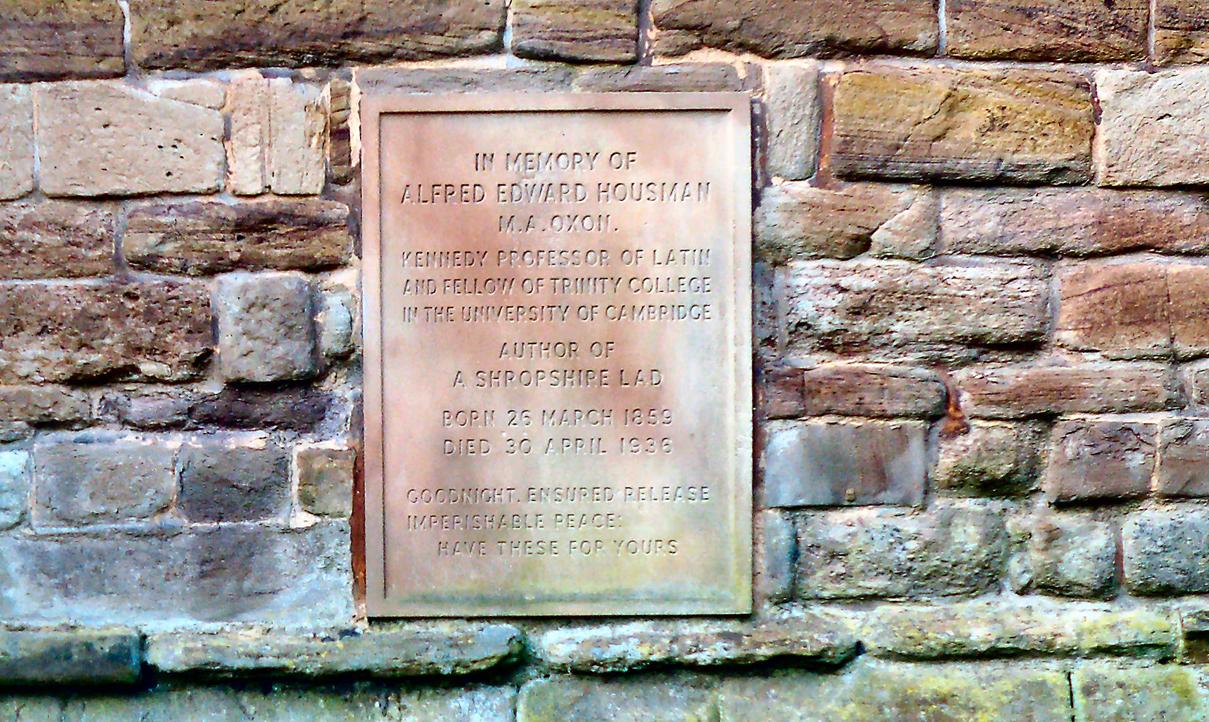 IN MEMORY OF
ALFRED EDWARD HOUSMAN
M.A.OXON.
KENNEDY PROFESSOR OF LATIN
AND FELLOW OF TRINITY COLLEGE
IN THE UNIVERSITY OF CAMBRIDGE
AUTHOR OF
A SHROPSHIRE LAD
BORN 26 MARCH 1859
DIED 30 APRIL 1936
GOODNIGHT. ENSURED RELEASE
IMPERISHABLE PEACE:
HAVE THESE FOR YOURS